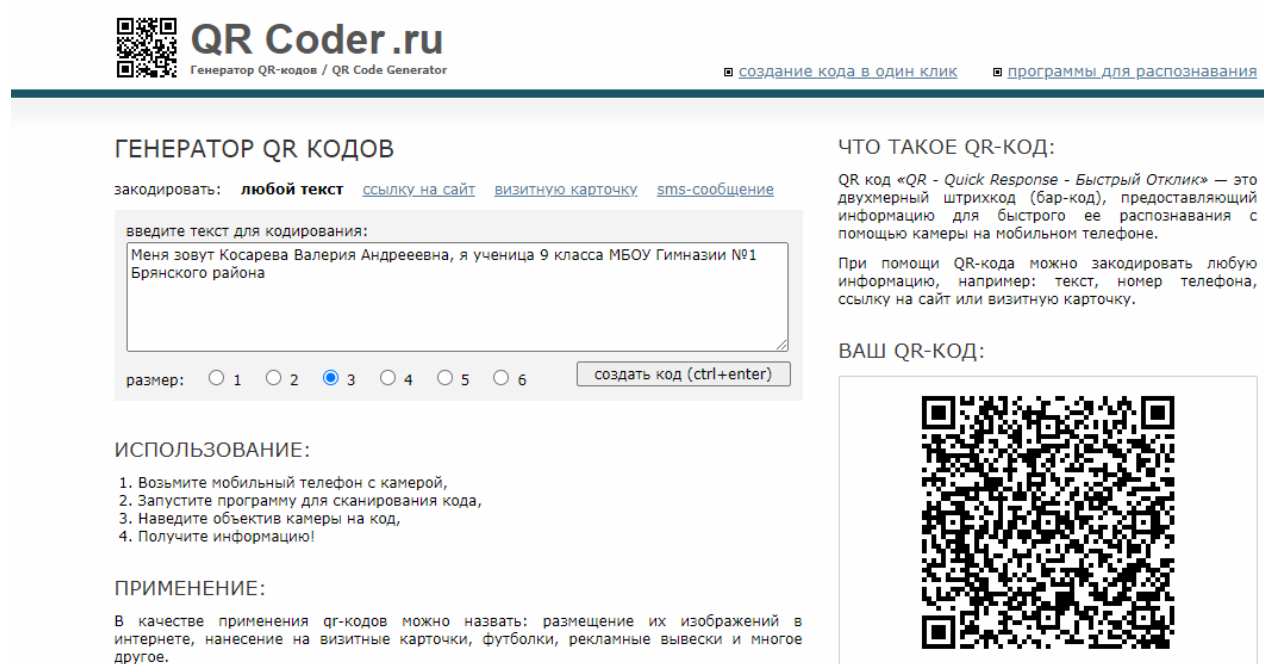 QR Coder.ru
Генератор QR-кодов / QR Code Generator
создание кода в один клик
программы для распознавания
ГЕНЕРАТОР QR КОДОВ
закодировать: любой текст ссылку на сайт визитную карточку sms-сообщение
введите текст для кодирования:
Меня зовут Косарева Валерия Андрееевна, я ученица 9 класса МБОУ Гимназии №1
Брянского района
размер: 1 2 3 4 5 6 создать код (ctrl+enter)
ИСПОЛЬЗОВАНИЕ:
1. Возьмите мобильный телефон с камерой,
2. Запустите программу для сканирования кода,
3. Наведите объектив камеры на код,
4. Получите информацию!
ПРИМЕНЕНИЕ:
В качестве применения qr-кодов можно назвать: размещение их изображений в
интернете, нанесение на визитные карточки, футболки, рекламные вывески и многое
другое.
ЧТО ТАКОЕ QR-КОД:
QR код «QR - Quick Response - Быстрый Отклик» — это
двухмерный штрихкод (бар-код), предоставляющий
информацию для быстрого ее распознавания с
помощью камеры на мобильном телефоне.
При помощи QR-кода можно закодировать любую
информацию, например: текст, номер телефона,
ссылку на сайт или визитную карточку.
ВАШ QR-КОД: